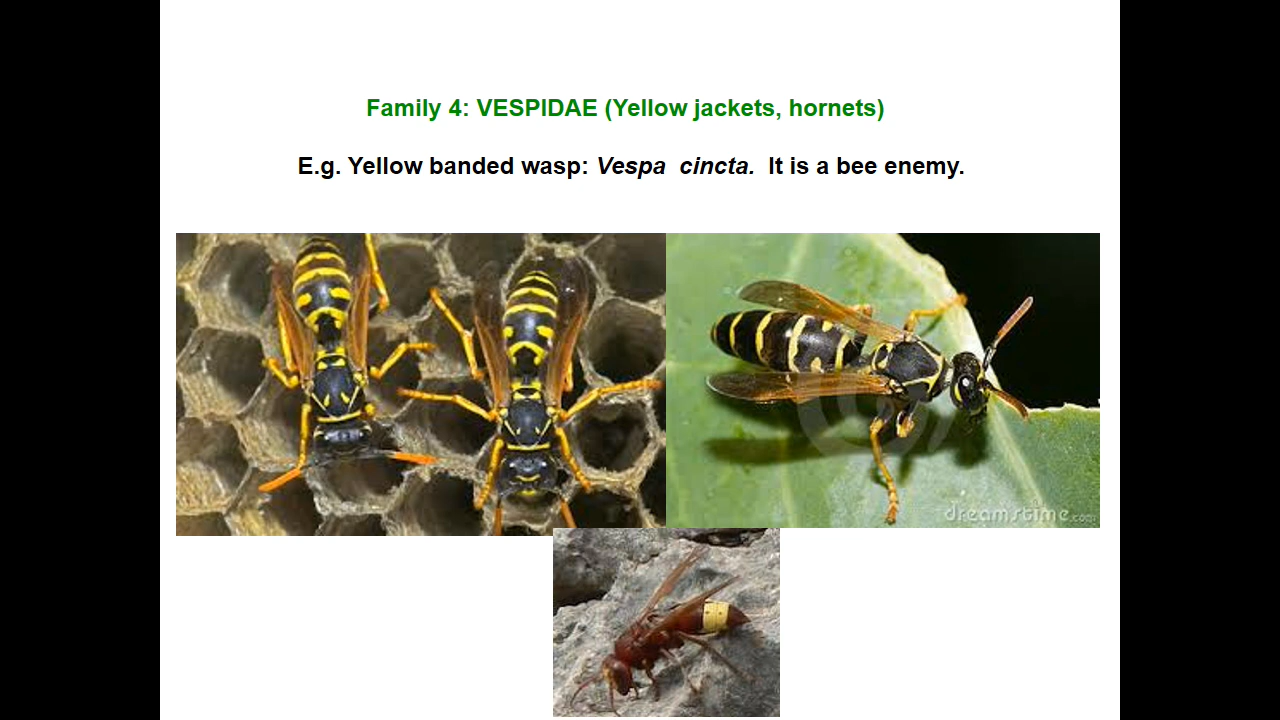 Family 4: VESPIDAE (Yellow jackets, hornets)
E.g. Yellow banded wasp: Vespa cincta. It is a bee enemy.
dreamstime.com